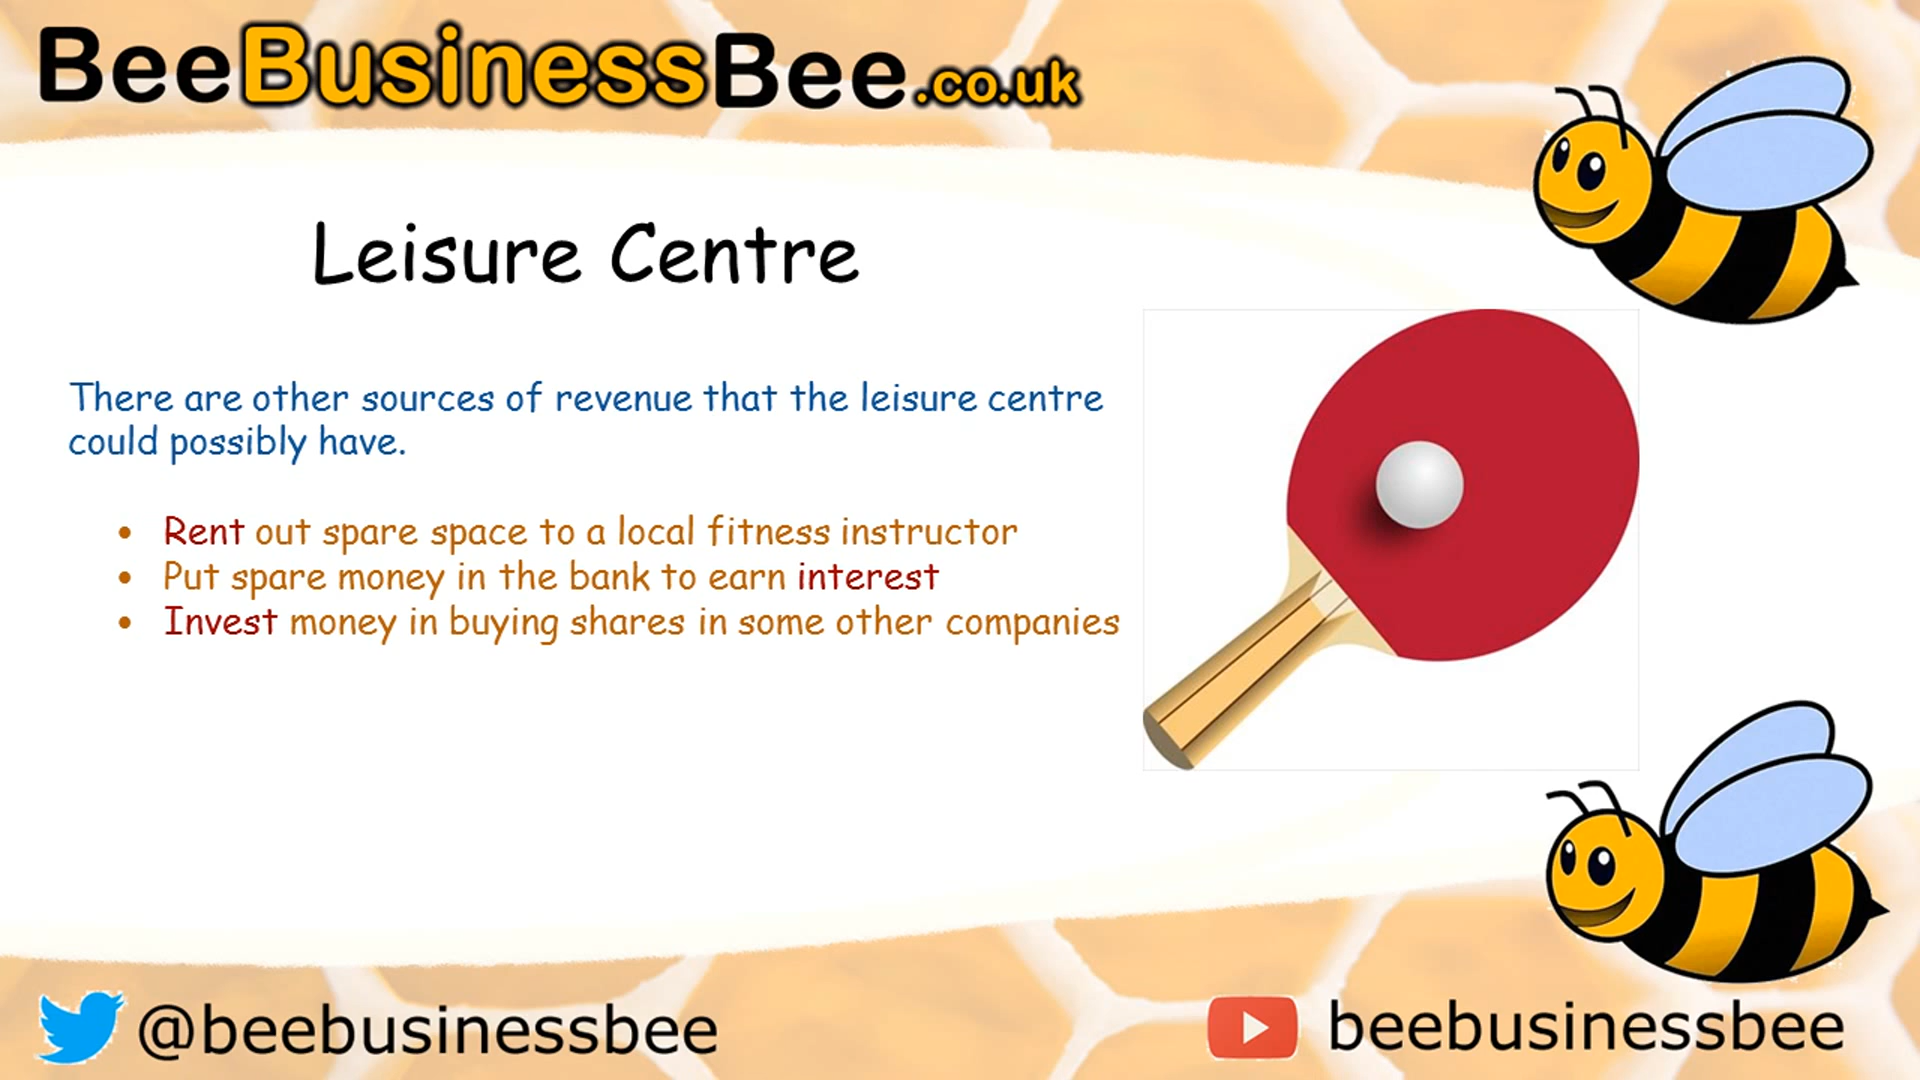 BeeBusinessBee.co.uk
Leisure Centre
There are other sources of revenue that the leisure centre
could possibly have.
• Rent out spare space to a local fitness instructor
• Put spare money in the bank to earn interest
• Invest money in buying shares in some other companies
@beebusinessbee
beebusinessbee